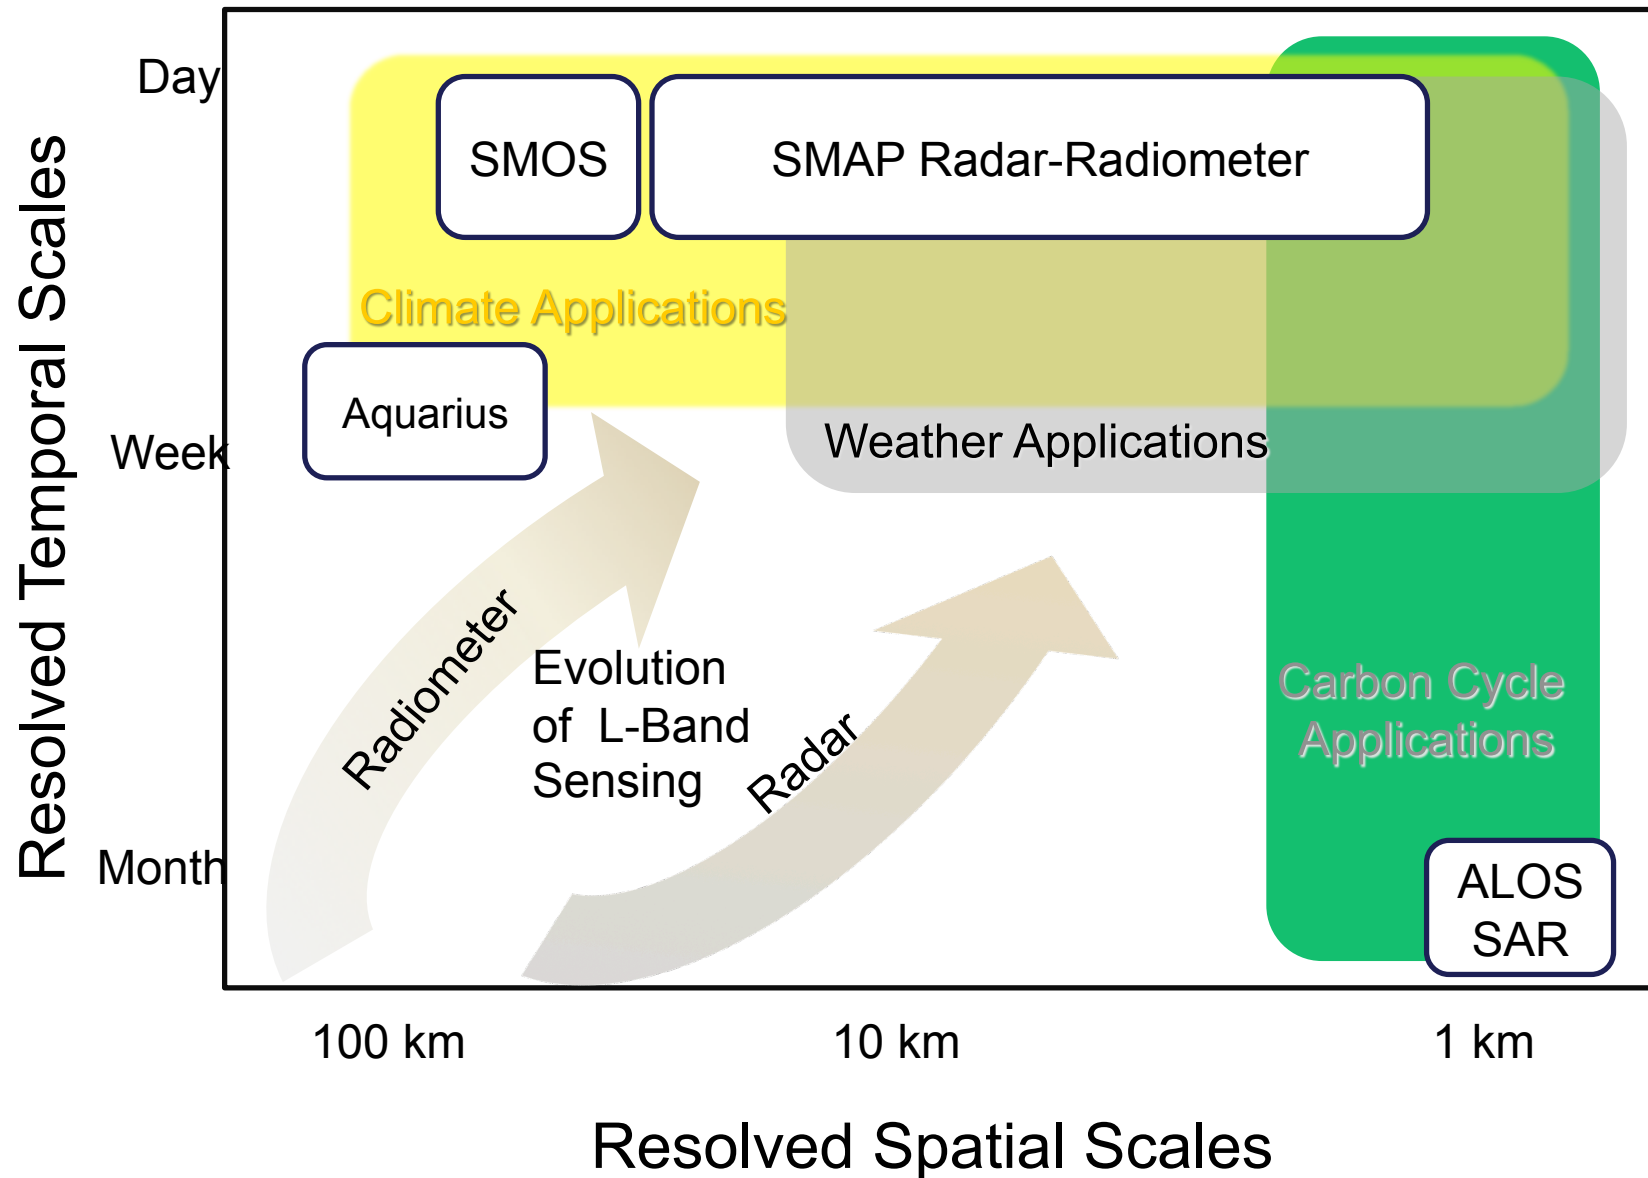 Resolved Temporal Scales
Day
Week
Month
SMOS
SMAP Radar-Radiometer
Climate Applications
Aquarius
Weather Applications
Radiometer
Evolution
of L-Band
Sensing
Radar
Carbon Cycle
Applications
ALOS
SAR
100 km
10 km
1 km
Resolved Spatial Scales